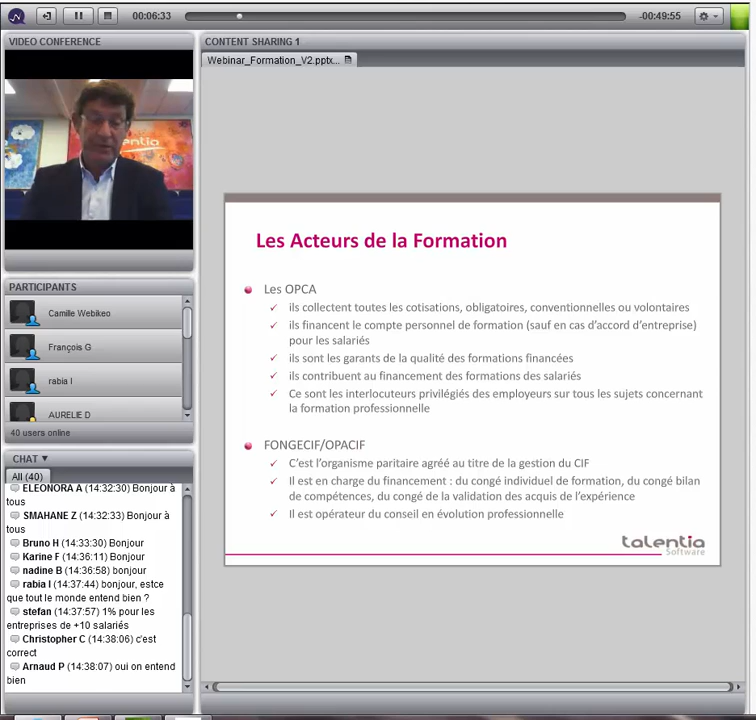 00:06:33
-00:49:55
VIDEO CONFERENCE
CONTENT SHARING 1
Webinar_Formation_V2.pptx...
entia
PARTICIPANTS
Camille Webikeo
François G
rabia I
AURELIE D
40 users online
CHAT
All (40)
ELEONORA A (14:32:30) Bonjour à
tous
SMAHANE Z (14:32:33) Bonjour à
tous
Bruno H (14:33:30) Bonjour
Karine F (14:36:11) Bonjour
nadine B (14:36:58) bonjour
rabia I (14:37:44) bonjour, estce
que tout le monde entend bien ?
stefan (14:37:57) 1% pour les
entreprises de +10 salariés
Christopher C (14:38:06) c'est
correct
Arnaud P (14:38:07) oui on entend
bien
Les Acteurs de la Formation
Les OPCA
ils collectent toutes les cotisations, obligatoires, conventionnelles ou volontaires
ils financent le compte personnel de formation (sauf en cas d'accord d'entreprise)
pour les salariés
ils sont les garants de la qualité des formations financées
ils contribuent au financement des formations des salariés
Ce sont les interlocuteurs privilégiés des employeurs sur tous les sujets concernant
la formation professionnelle
FONGECIF/OPACIF
C'est l'organisme paritaire agréé au titre de la gestion du CIF
Il est en charge du financement : du congé individuel de formation, du congé bilan
de compétences, du congé de la validation des acquis de l'expérience
Il est opérateur du conseil en évolution professionnelle
talentia
Software